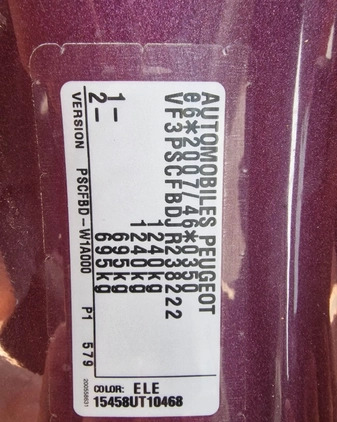 AUTOMOBILES PEUGEOT
e6*2007/46*0350
VF3PSCFBDJR238222
1240kg
1240kg
1- 695kg
2- 695kg
VERSION PSCFBD-W1A000 P1 579
COLOR: ELE
15458UT10468